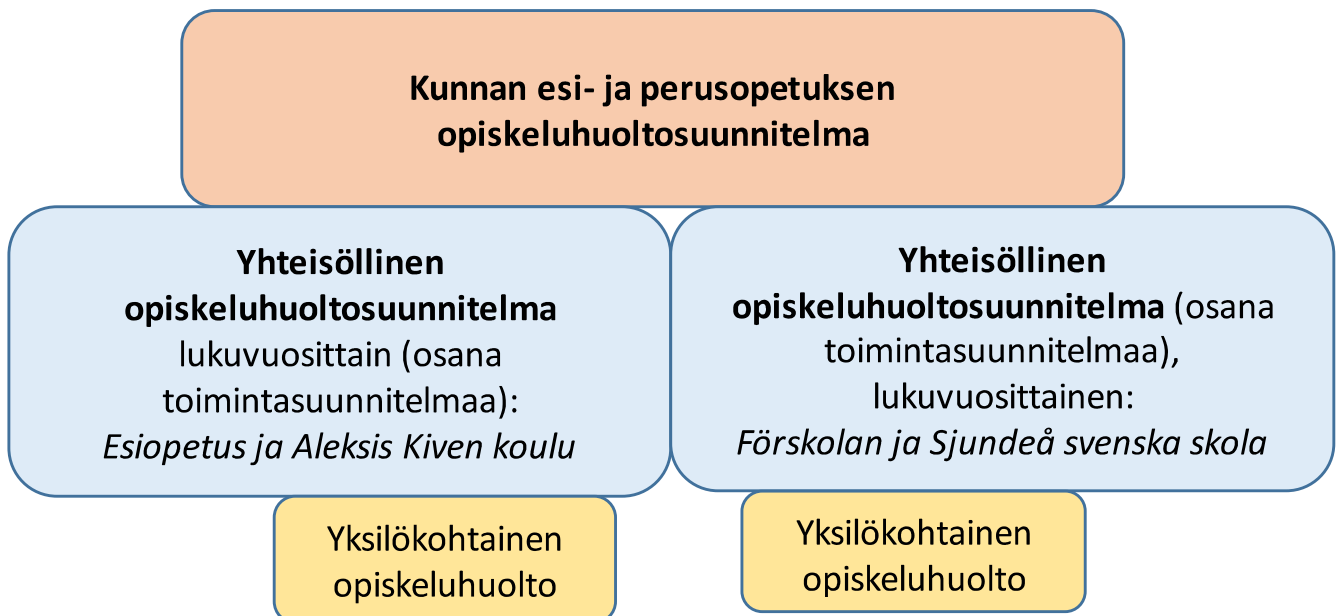 Kunnan esi- ja perusopetuksen
opiskeluhuoltosuunnitelma
Yhteisöllinen
opiskeluhuoltosuunnitelma
lukuvuosittain (osana
toimintasuunnitelmaa):
Esiopetus ja Aleksis Kiven koulu
Yhteisöllinen
opiskeluhuoltosuunnitelma (osana
toimintasuunnitelmaa),
lukuvuosittainen:
Förskolan ja Sjundeå svenska skola
Yksilökohtainen
opiskeluhuolto
Yksilökohtainen
opiskeluhuolto